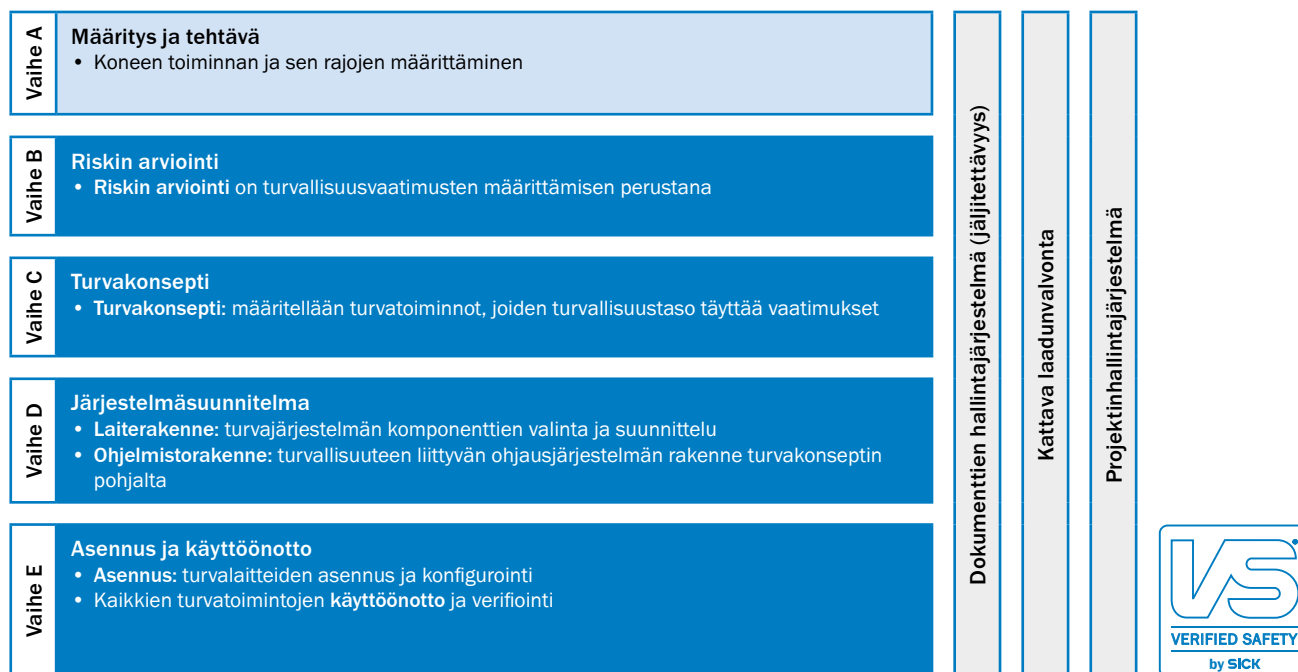 Vaihe A
Määritys ja tehtävä
• Koneen toiminnan ja sen rajojen määrittäminen
Vaihe B
Riskin arviointi
• Riskin arviointi on turvallisuusvaatimusten määrittämisen perustana
Vaihe C
Turvakonsepti
• Turvakonsepti: määritellään turvatoiminnot, joiden turvallisuustaso täyttää vaatimukset
Vaihe D
Järjestelmäsuunnitelma
• Laiterakenne: turvajärjestelmän komponenttien valinta ja suunnittelu
• Ohjelmistorakenne: turvallisuuteen liittyvän ohjausjärjestelmän rakenne turvakonseptin
pohjalta
Vaihe E
Asennus ja käyttöönotto
• Asennus: turvalaitteiden asennus ja konfigurointi
• Kaikkien turvatoimintojen käyttöönotto ja verifiointi
Dokumenttien hallintajärjestelmä (jäljitettävyys)
Kattava laadunvalvonta
Projektinhallintajärjestelmä
VS
VERIFIED SAFETY
by SICK